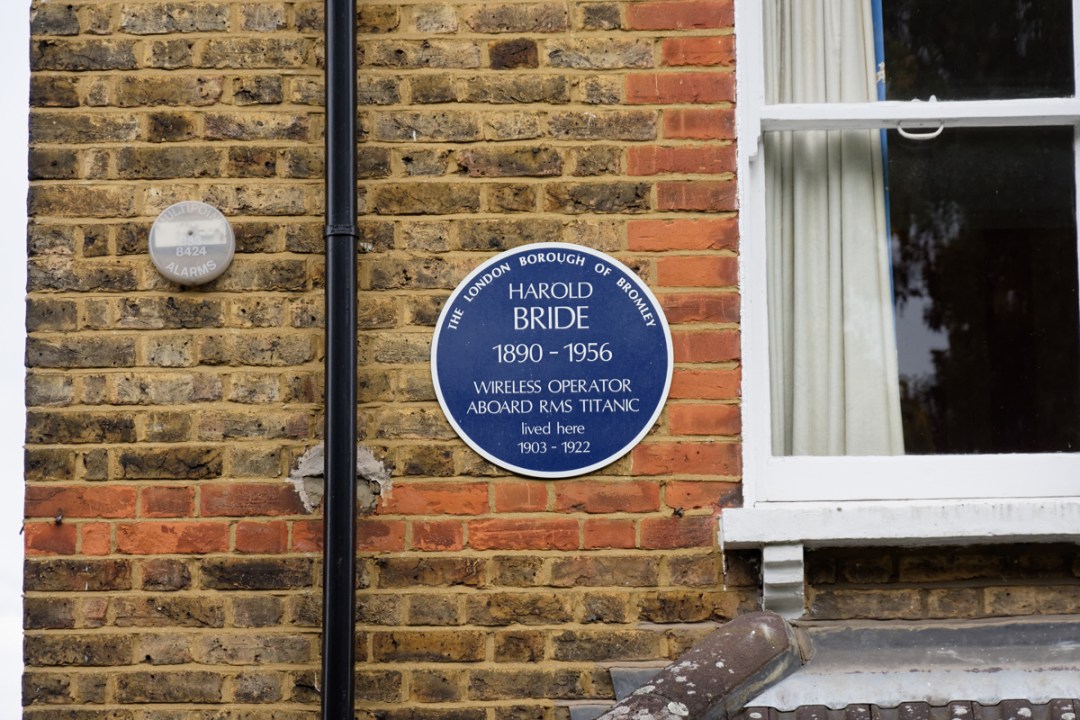 MULTIPOLE
8424
ALARMS
THE LONDON BOROUGH OF BROMLEY
HAROLD
BRIDE
1890 - 1956
WIRELESS OPERATOR
ABOARD RMS TITANIC
lived here
1903 - 1922